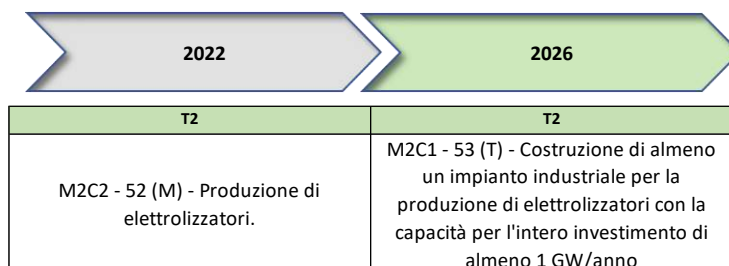 2022
2026
T2
T2
M2C2 - 52 (M) - Produzione di
elettrolizzatori.
M2C1 - 53 (T) - Costruzione di almeno
un impianto industriale per la
produzione di elettrolizzatori con la
capacità per l'intero investimento di
almeno 1 GW/anno